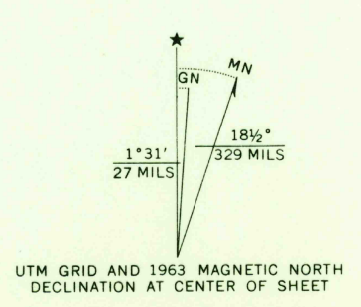 MN
GN
1°31'
27 MILS
18½°
329 MILS
UTM GRID AND 1963 MAGNETIC NORTH
DECLINATION AT CENTER OF SHEET